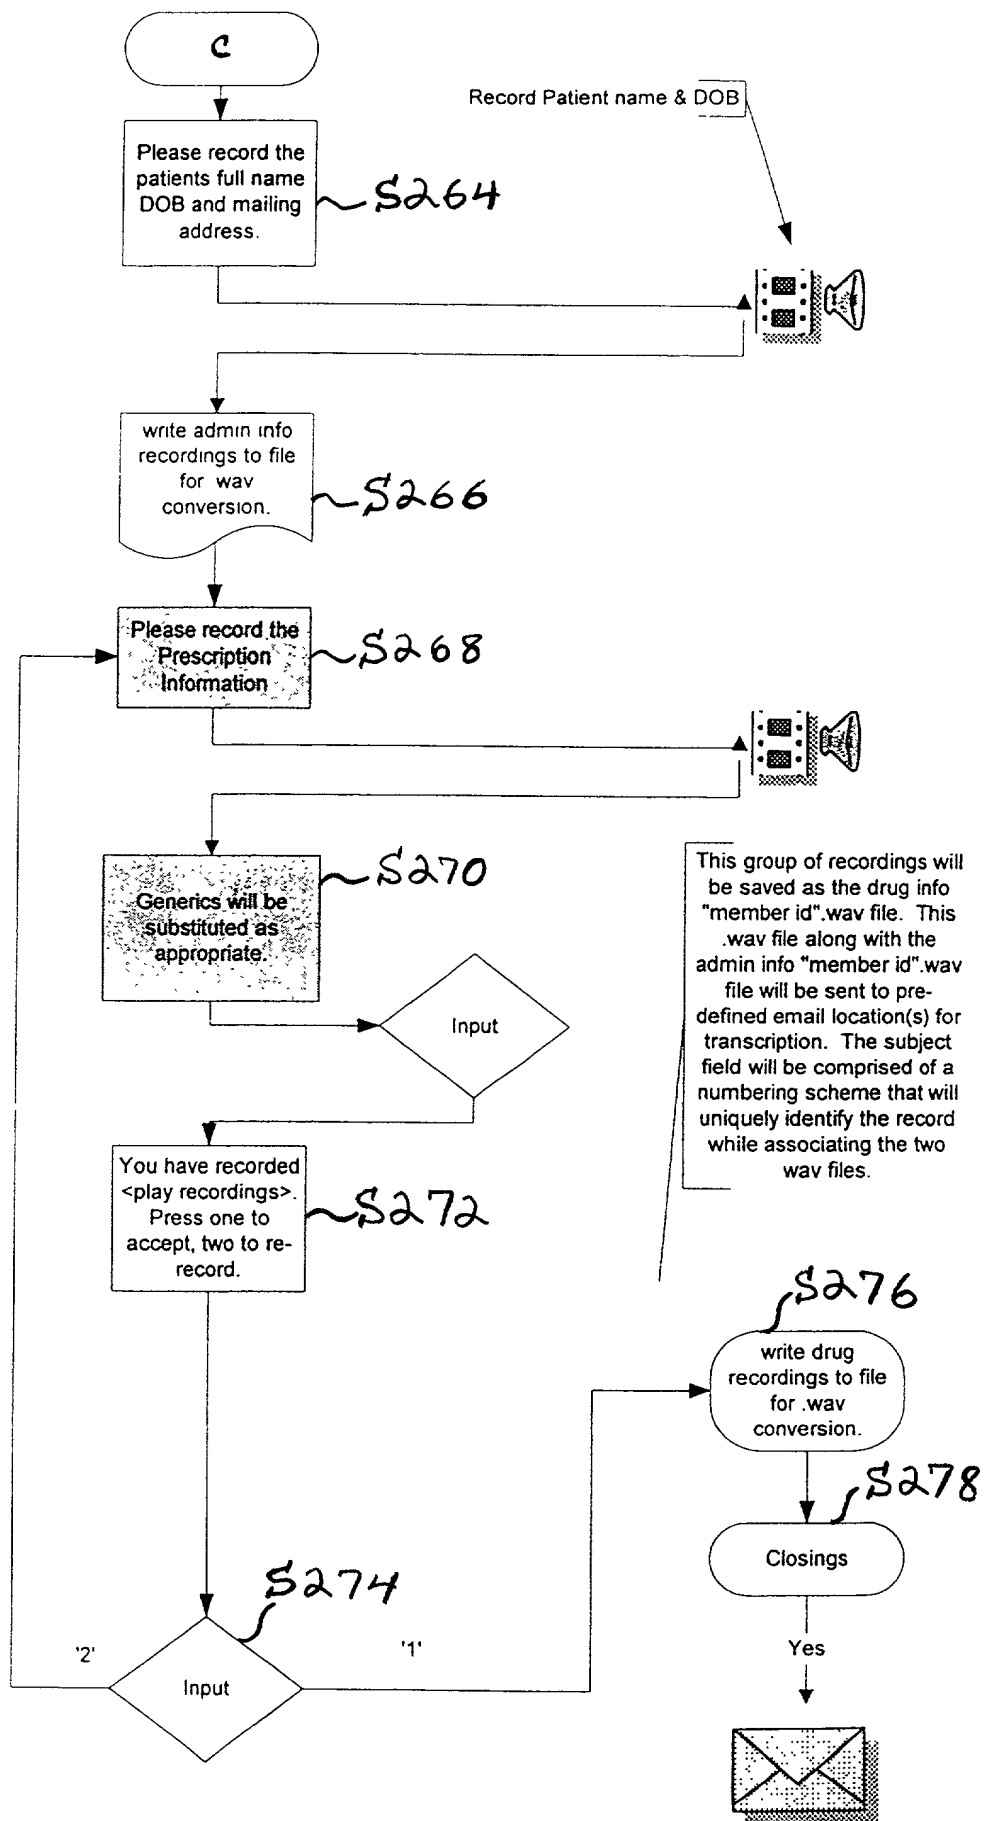 C
Record Patient name & DOB
Please record the
patients full name
DOB and mailing
address.
S264
write admin info
recordings to file
for wav
conversion.
S266
Please record the
Prescription
Information
S268
Generics will be
substituted as
appropriate.
S270
Input
This group of recordings will
be saved as the drug info
"member id".wav file. This
.wav file along with the
admin info "member id".wav
file will be sent to pre-
defined email location(s) for
transcription. The subject
field will be comprised of a
numbering scheme that will
uniquely identify the record
while associating the two
wav files.
You have recorded
<play recordings>.
Press one to
accept, two to re-
record.
S272
S276
write drug
recordings to file
for .wav
conversion.
S278
Closings
Yes
S274
'2'
Input
'1'